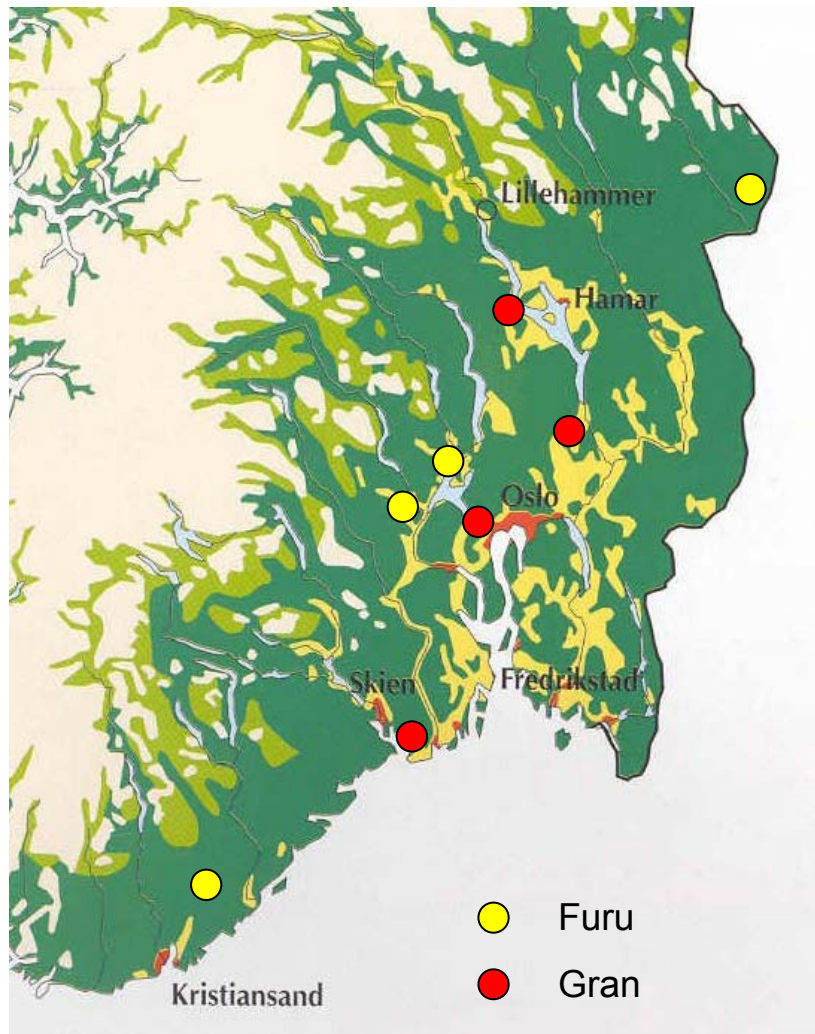 Lillehammer
Hamar
Oslo
Skien
Fredrikstad
Furu
Gran
Kristiansand